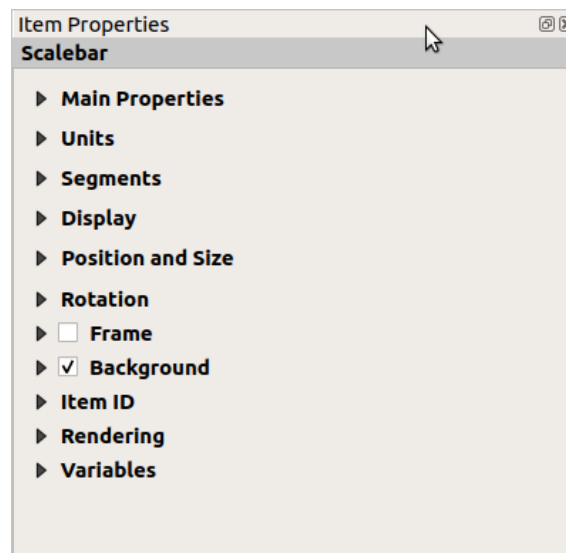 Item Properties
Scalebar
Main Properties
Units
Segments
Display
Position and Size
Rotation
Frame
Background
Item ID
Rendering
Variables